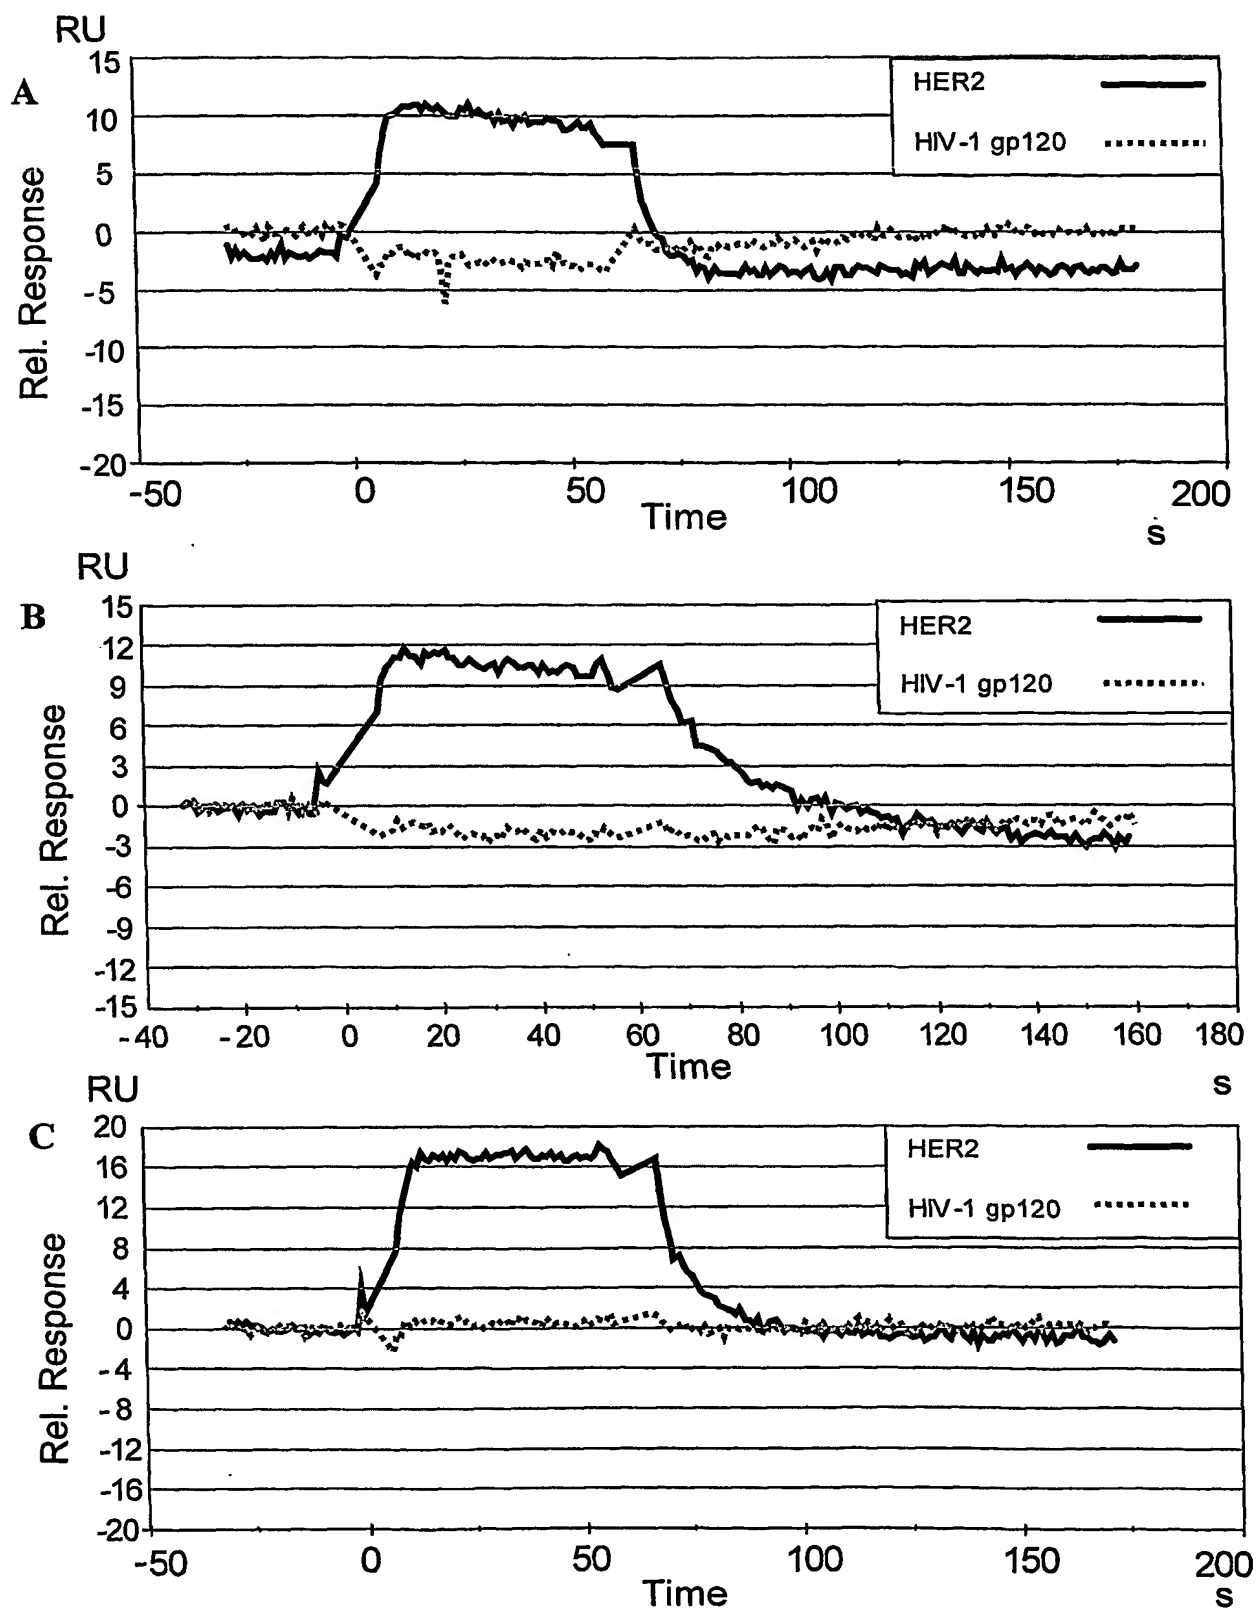 RU
A
15
10
5
0
-5
-10
-15
-20
Rel. Response
HER2
HIV-1 gp120
-50 0 50 100 150 200
Time
s
RU
B
15
12
9
6
3
0
-3
-6
-9
-12
-15
Rel. Response
HER2
HIV-1 gp120
-40 -20 0 20 40 60 80 100 120 140 160 180
Time
s
RU
C
20
16
12
8
4
0
-4
-8
-12
-16
-20
Rel. Response
HER2
HIV-1 gp120
-50 0 50 100 150 200
Time
s